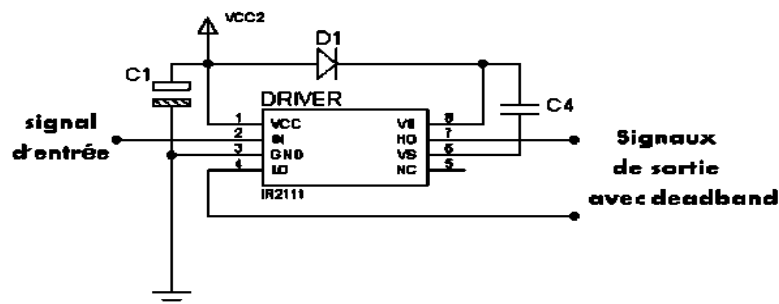 VCC2
D1
C1
DRIVER
C4
signal
d'entrée
1
VCC
2
IN
3
GND
4
LO
IR2111
8
7
HO
6
VS
5
NC
Signaux
de sortie
avec deadband